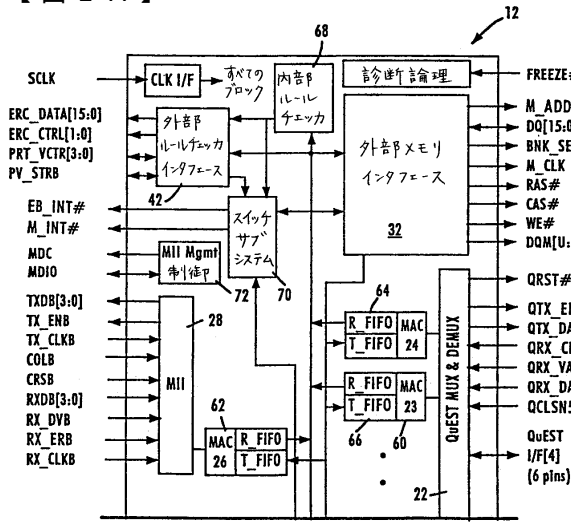 12
68
SCLK
CLK I/F
すべての
ブロック
内部
ルール
チェッカ
診断論理
FREEZE#
ERC_DATA[15:0]
ERC_CTRL[1:0]
PRT_VCTR[3:0]
PV_STRB
外部
ルールチェッカ
インタフェース
42
外部メモリ
インタフェース
32
M_ADD
DQ[15:0
BNK_SE
M_CLK
RAS#
CAS#
WE#
DQM[U:
EB_INT#
M_INT#
スイッチ
サブ
システム
70
MDC
MDIO
MII Mgmt
制御
72
TXDB[3:0]
TX_ENB
TX_CLKB
COLB
CRSB
RXDB[3:0]
RX_DVB
RX_ERB
RX_CLKB
28
MII
62
MAC
26
R_FIFO
T_FIFO
64
R_FIFO
T_FIFO
MAC
24
R_FIFO
T_FIFO
MAC
23
66
60
QuEST MUX & DEMUX
22
QRST#
QTX_E
QTX_DA
QRX_C
QRX_VA
QRX_DA
QCLSN
QuEST
I/F[4]
(6 pins)